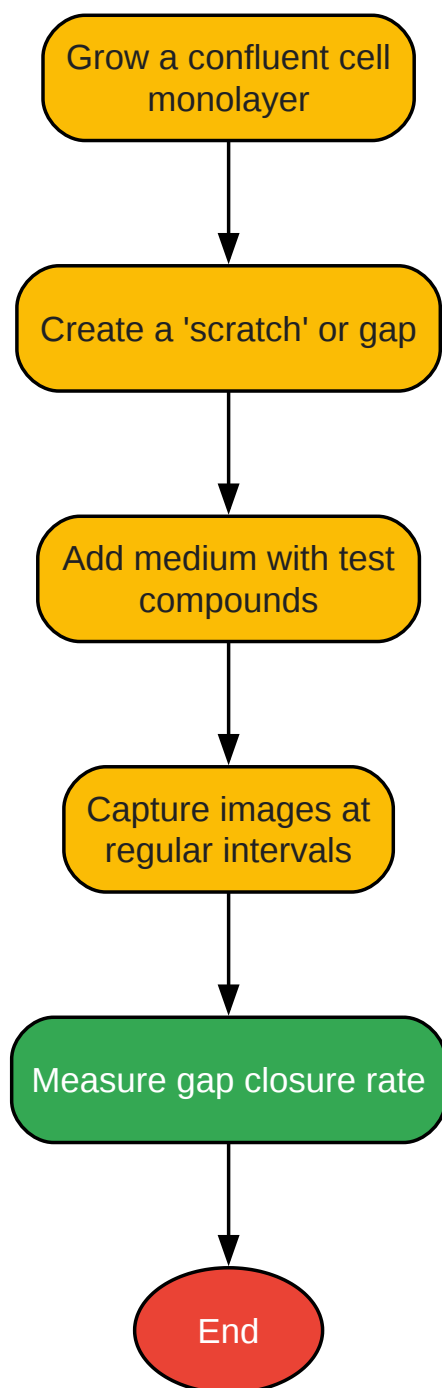 Grow a confluent cell
monolayer
Create a 'scratch' or gap
Add medium with test
compounds
Capture images at
regular intervals
Measure gap closure rate
End